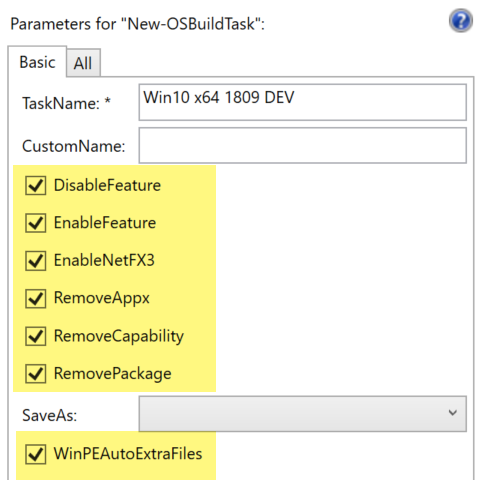 Parameters for "New-OSBuildTask":
?
Basic All
TaskName: * Win10 x64 1809 DEV
CustomName:
DisableFeature
EnableFeature
EnableNetFX3
RemoveAppx
RemoveCapability
RemovePackage
SaveAs:
WinPEAutoExtraFiles